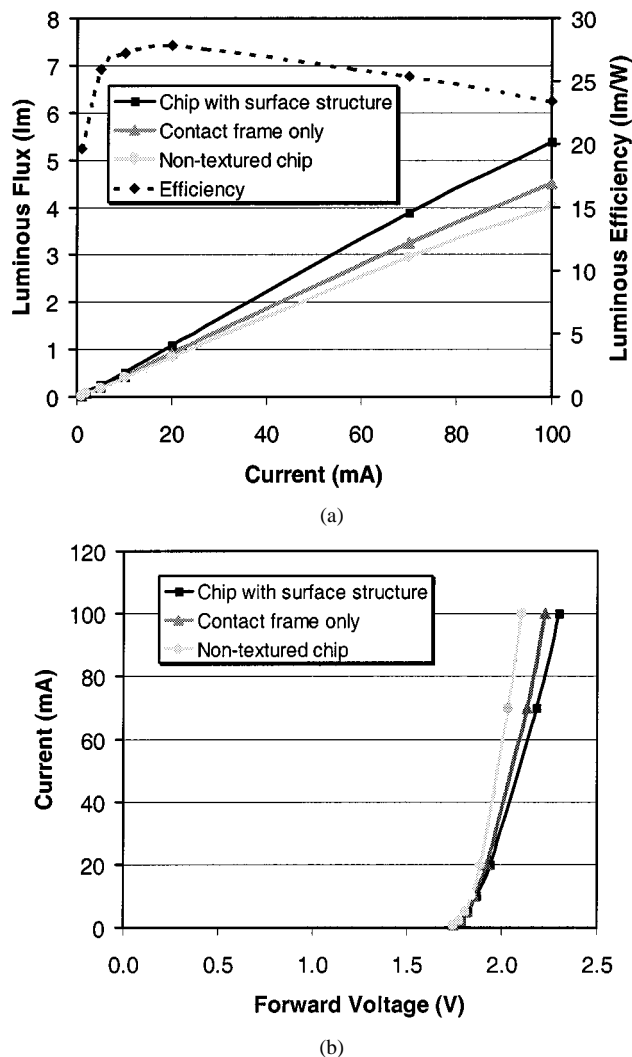 8
7
6
5
4
3
2
1
0
Luminous Flux (lm)
30
25
20
15
10
5
0
Luminous Efficiency (lm/W)
Chip with surface structure
Contact frame only
Non-textured chip
Efficiency
0 20 40 60 80 100
Current (mA)
(a)
120
100
80
60
40
20
0
Current (mA)
Chip with surface structure
Contact frame only
Non-textured chip
0.0 0.5 1.0 1.5 2.0 2.5
Forward Voltage (V)
(b)